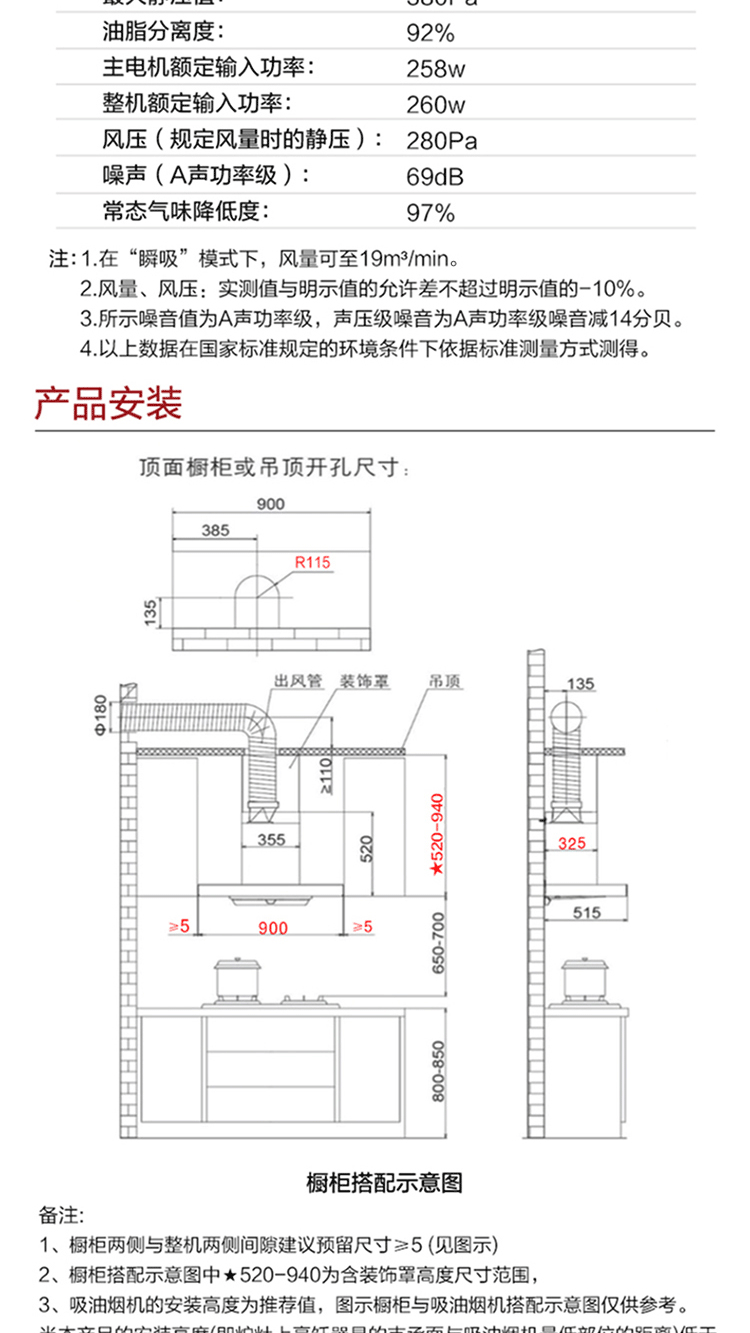 油脂分离度： 92%
主电机额定输入功率： 258w
整机额定输入功率： 260w
风压（规定风量时的静压）： 280Pa
噪声（A声功率级）： 69dB
常态气味降低度： 97%
注：1.在“瞬吸”模式下，风量可至19m³/min。
2.风量、风压：实测值与明示值的允许差不超过明示值的-10%。
3.所示噪音值为A声功率级，声压级噪音为A声功率级噪音减14分贝。
4.以上数据在国家标准规定的环境条件下依据标准测量方式测得。
产品安装
顶面橱柜或吊顶开孔尺寸：
900
385
R115
135
出风管 装饰罩 吊顶
135
Φ180
≥110
355
520
★520-940
325
515
≥5 900 ≥5
650-700
800-850
橱柜搭配示意图
备注:
1、橱柜两侧与整机两侧间隙建议预留尺寸≥5 (见图示)
2、橱柜搭配示意图中★520-940为含装饰罩高度尺寸范围，
3、吸油烟机的安装高度为推荐值，图示橱柜与吸油烟机搭配示意图仅供参考。